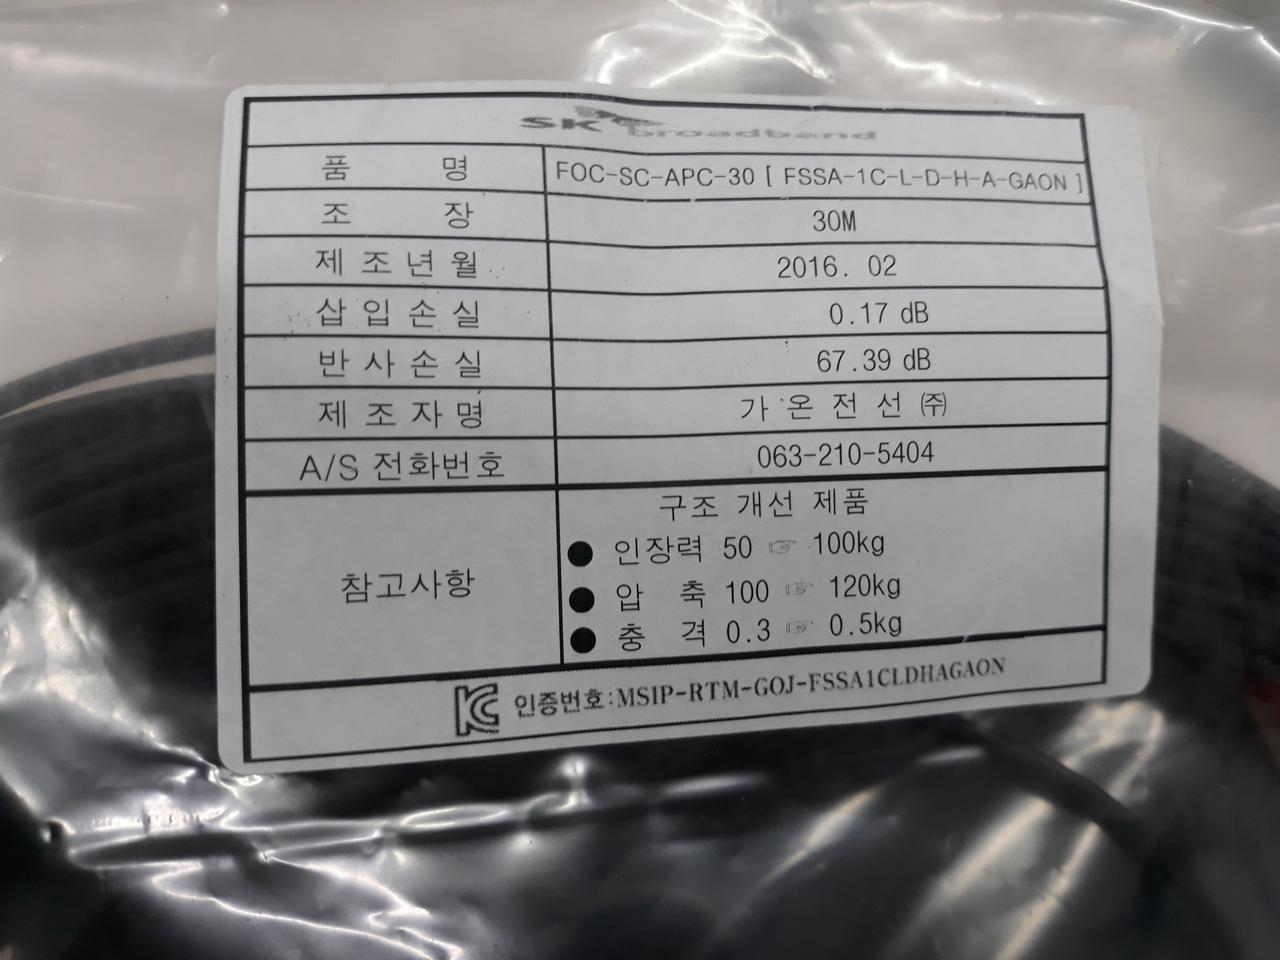 SK broadband
품 명 FOC-SC-APC-30 [ FSSA-1C-L-D-H-A-GAON ]
조 장 30M
제 조 년 월 2016. 02
삽 입 손 실 0.17 dB
반 사 손 실 67.39 dB
제 조 자 명 가 온 전 선 ㈜
A/S 전화번호 063-210-5404
참고사항
구조 개선 제품
● 인장력 50 ☞ 100kg
● 압 축 100 ☞ 120kg
● 충 격 0.3 ☞ 0.5kg
KC 인증번호:MSIP-RTM-GOJ-FSSA1CLDHAGAON